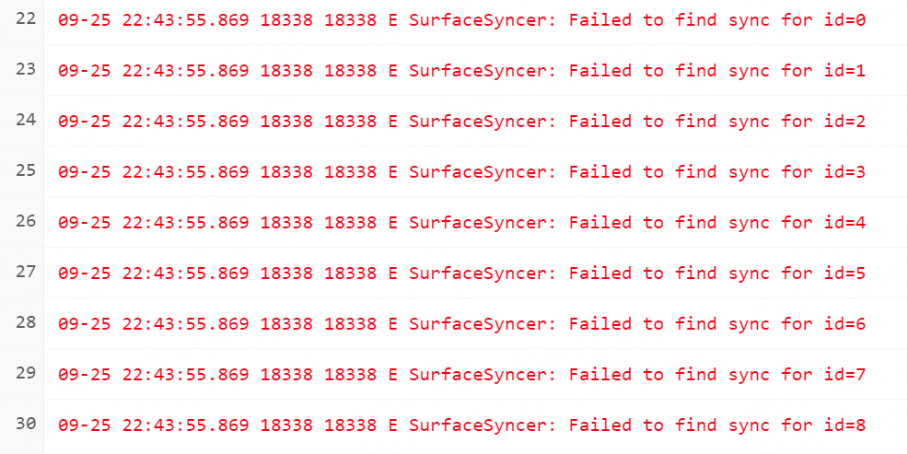 22 09-25 22:43:55.869 18338 18338 E SurfaceSyncer: Failed to find sync for id=0
23 09-25 22:43:55.869 18338 18338 E SurfaceSyncer: Failed to find sync for id=1
24 09-25 22:43:55.869 18338 18338 E SurfaceSyncer: Failed to find sync for id=2
25 09-25 22:43:55.869 18338 18338 E SurfaceSyncer: Failed to find sync for id=3
26 09-25 22:43:55.869 18338 18338 E SurfaceSyncer: Failed to find sync for id=4
27 09-25 22:43:55.869 18338 18338 E SurfaceSyncer: Failed to find sync for id=5
28 09-25 22:43:55.869 18338 18338 E SurfaceSyncer: Failed to find sync for id=6
29 09-25 22:43:55.869 18338 18338 E SurfaceSyncer: Failed to find sync for id=7
30 09-25 22:43:55.869 18338 18338 E SurfaceSyncer: Failed to find sync for id=8